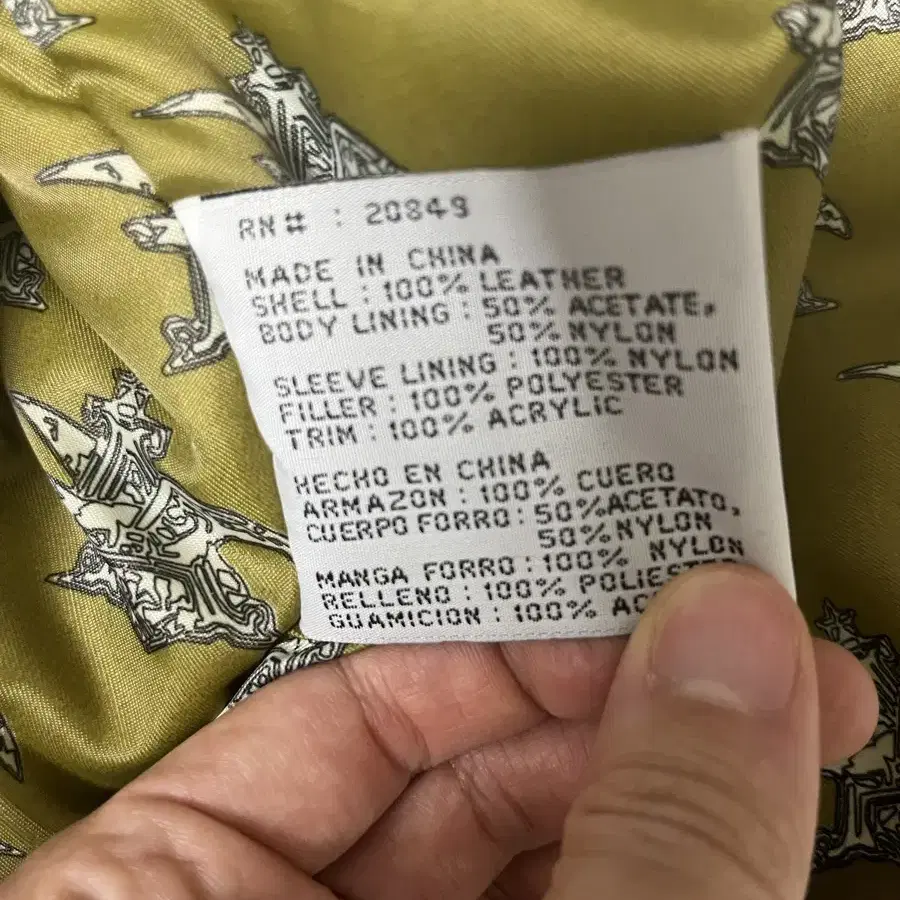 RN# : 20849
MADE IN CHINA
SHELL : 100% LEATHER
BODY LINING : 50% ACETATE,
50% NYLON
SLEEVE LINING : 100% NYLON
FILLER : 100% POLYESTER
TRIM : 100% ACRYLIC
HECHO EN CHINA
ARMAZON : 100% CUERO
CUERPO FORRO : 50% ACETATO,
50% NYLON
MANGA FORRO : 100% NYLON
RELLENO : 100%
GUAMICION : 100%